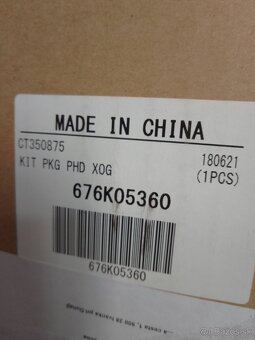 MADE IN CHINA
CT350875
180621
KIT PKG PHD XOG
(1PCS)
676K05360
676K05360